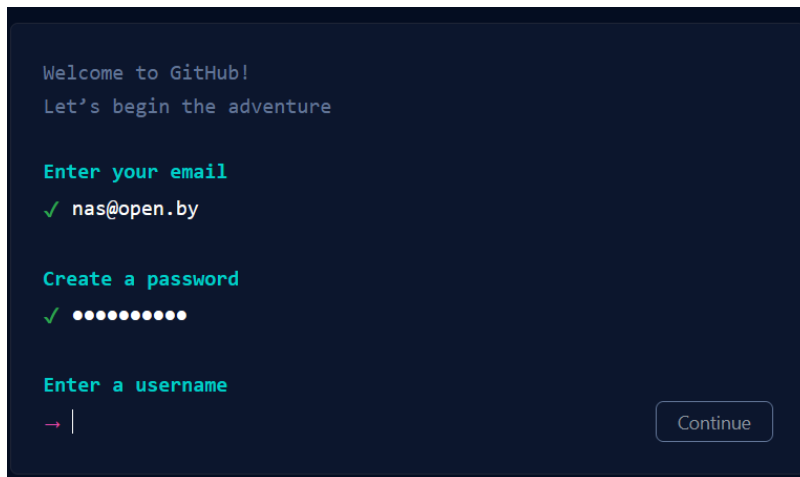 Welcome to GitHub!
Let’s begin the adventure
Enter your email
✓ nas@open.by
Create a password
✓ ●●●●●●●●●●
Enter a username
→
Continue